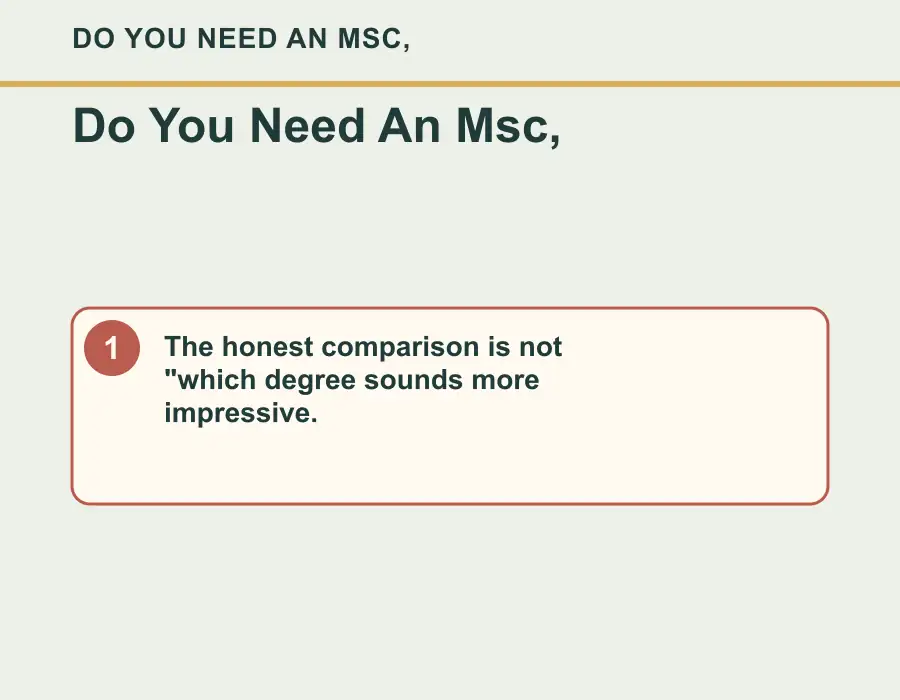 DO YOU NEED AN MSC,
Do You Need An Msc,
1
The honest comparison is not
"which degree sounds more
impressive.